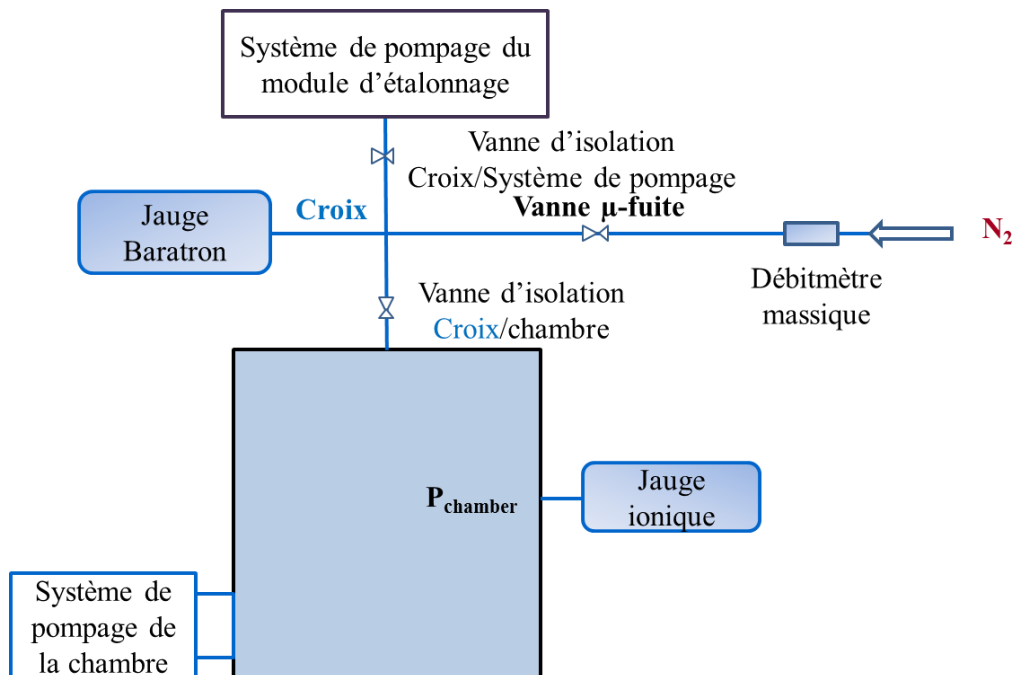 Système de pompage du
module d'étalonnage
Vanne d'isolation
Croix/Système de pompage
Jauge
Baratron
Croix
Vanne µ-fuite
N₂
Débitmètre
massique
Vanne d'isolation
Croix/chambre
P_chamber
Jauge
ionique
Système de
pompage de
la chambre